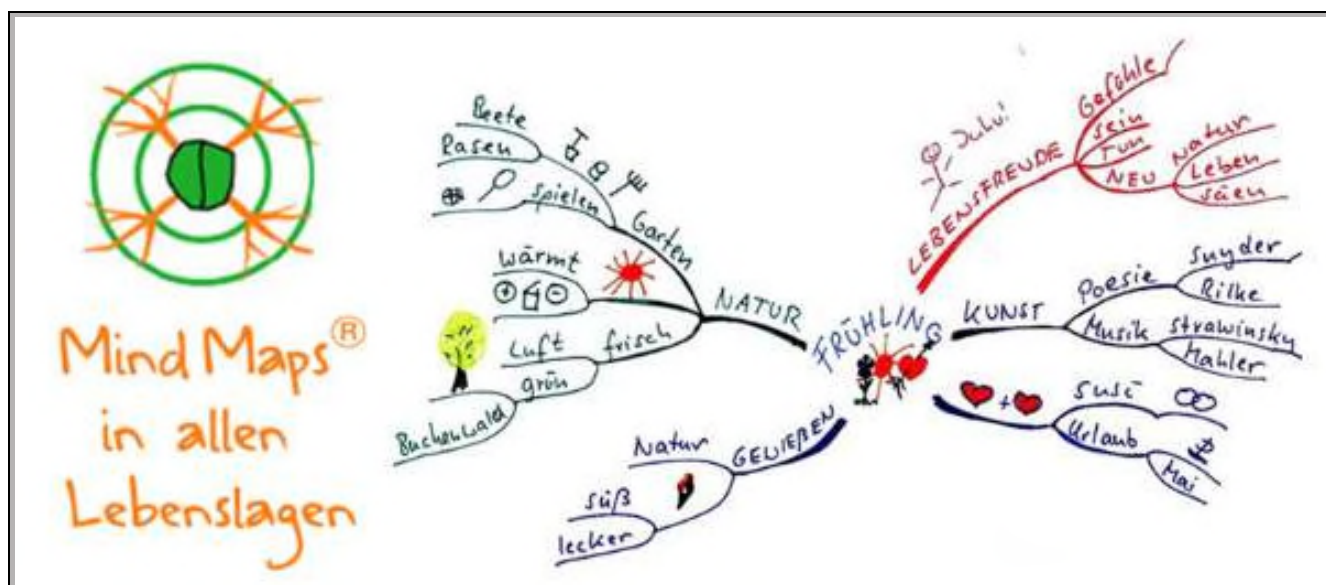 Mind Maps®
in allen
Lebenslagen
FRÜHLING
LEBENSFREUDE
Juhu!
Gefühle
sein
Tun
NEU
Natur
Leben
säen
KUNST
Poesie
Snyder
Rilke
Musik
Strawinsky
Mahler
+
Susi
Urlaub
Mai
GENIEßEN
Natur
süß
lecker
NATUR
Garten
Beete
Rasen
spielen
wärmt
frisch
Luft
grün
Buchenwald